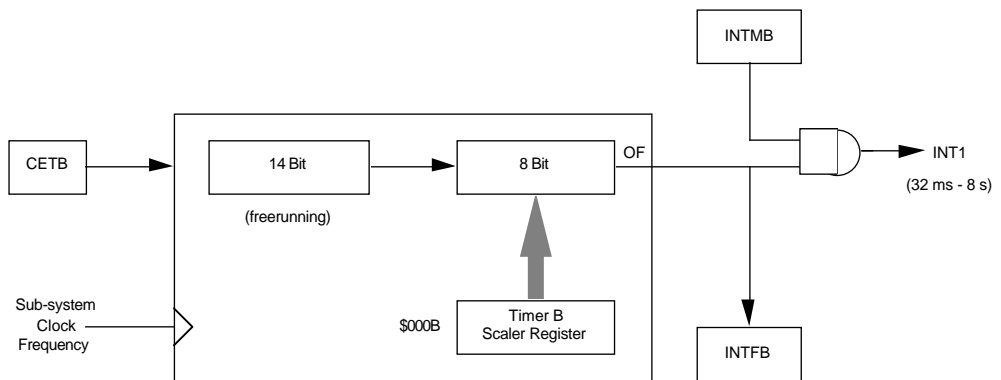 INTMB
CETB
14 Bit
8 Bit
OF
INT1
(32 ms - 8 s)
(freerunning)
Sub-system
Clock
Frequency
$000B
Timer B
Scaler Register
INTFB